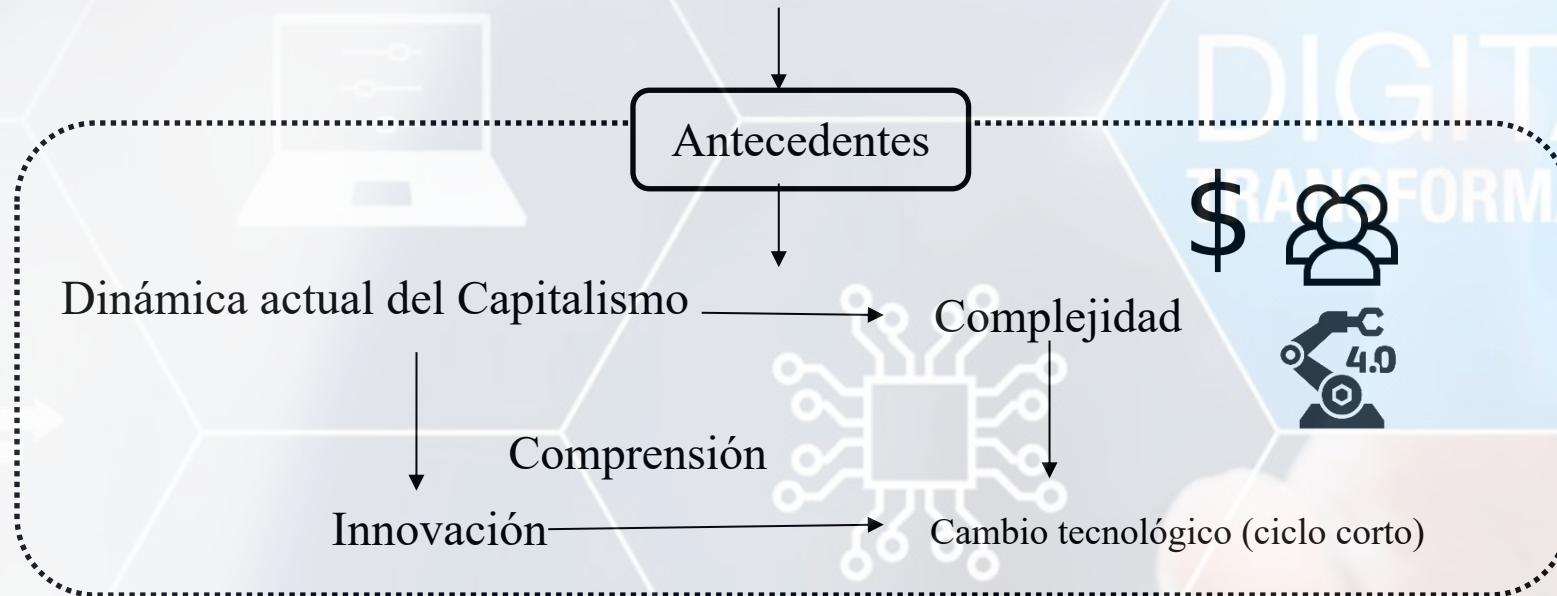 DIGIT
TRANSFORM
Antecedentes
$
Dinámica actual del Capitalismo
Complejidad
4.0
Comprensión
Innovación
Cambio tecnológico (ciclo corto)